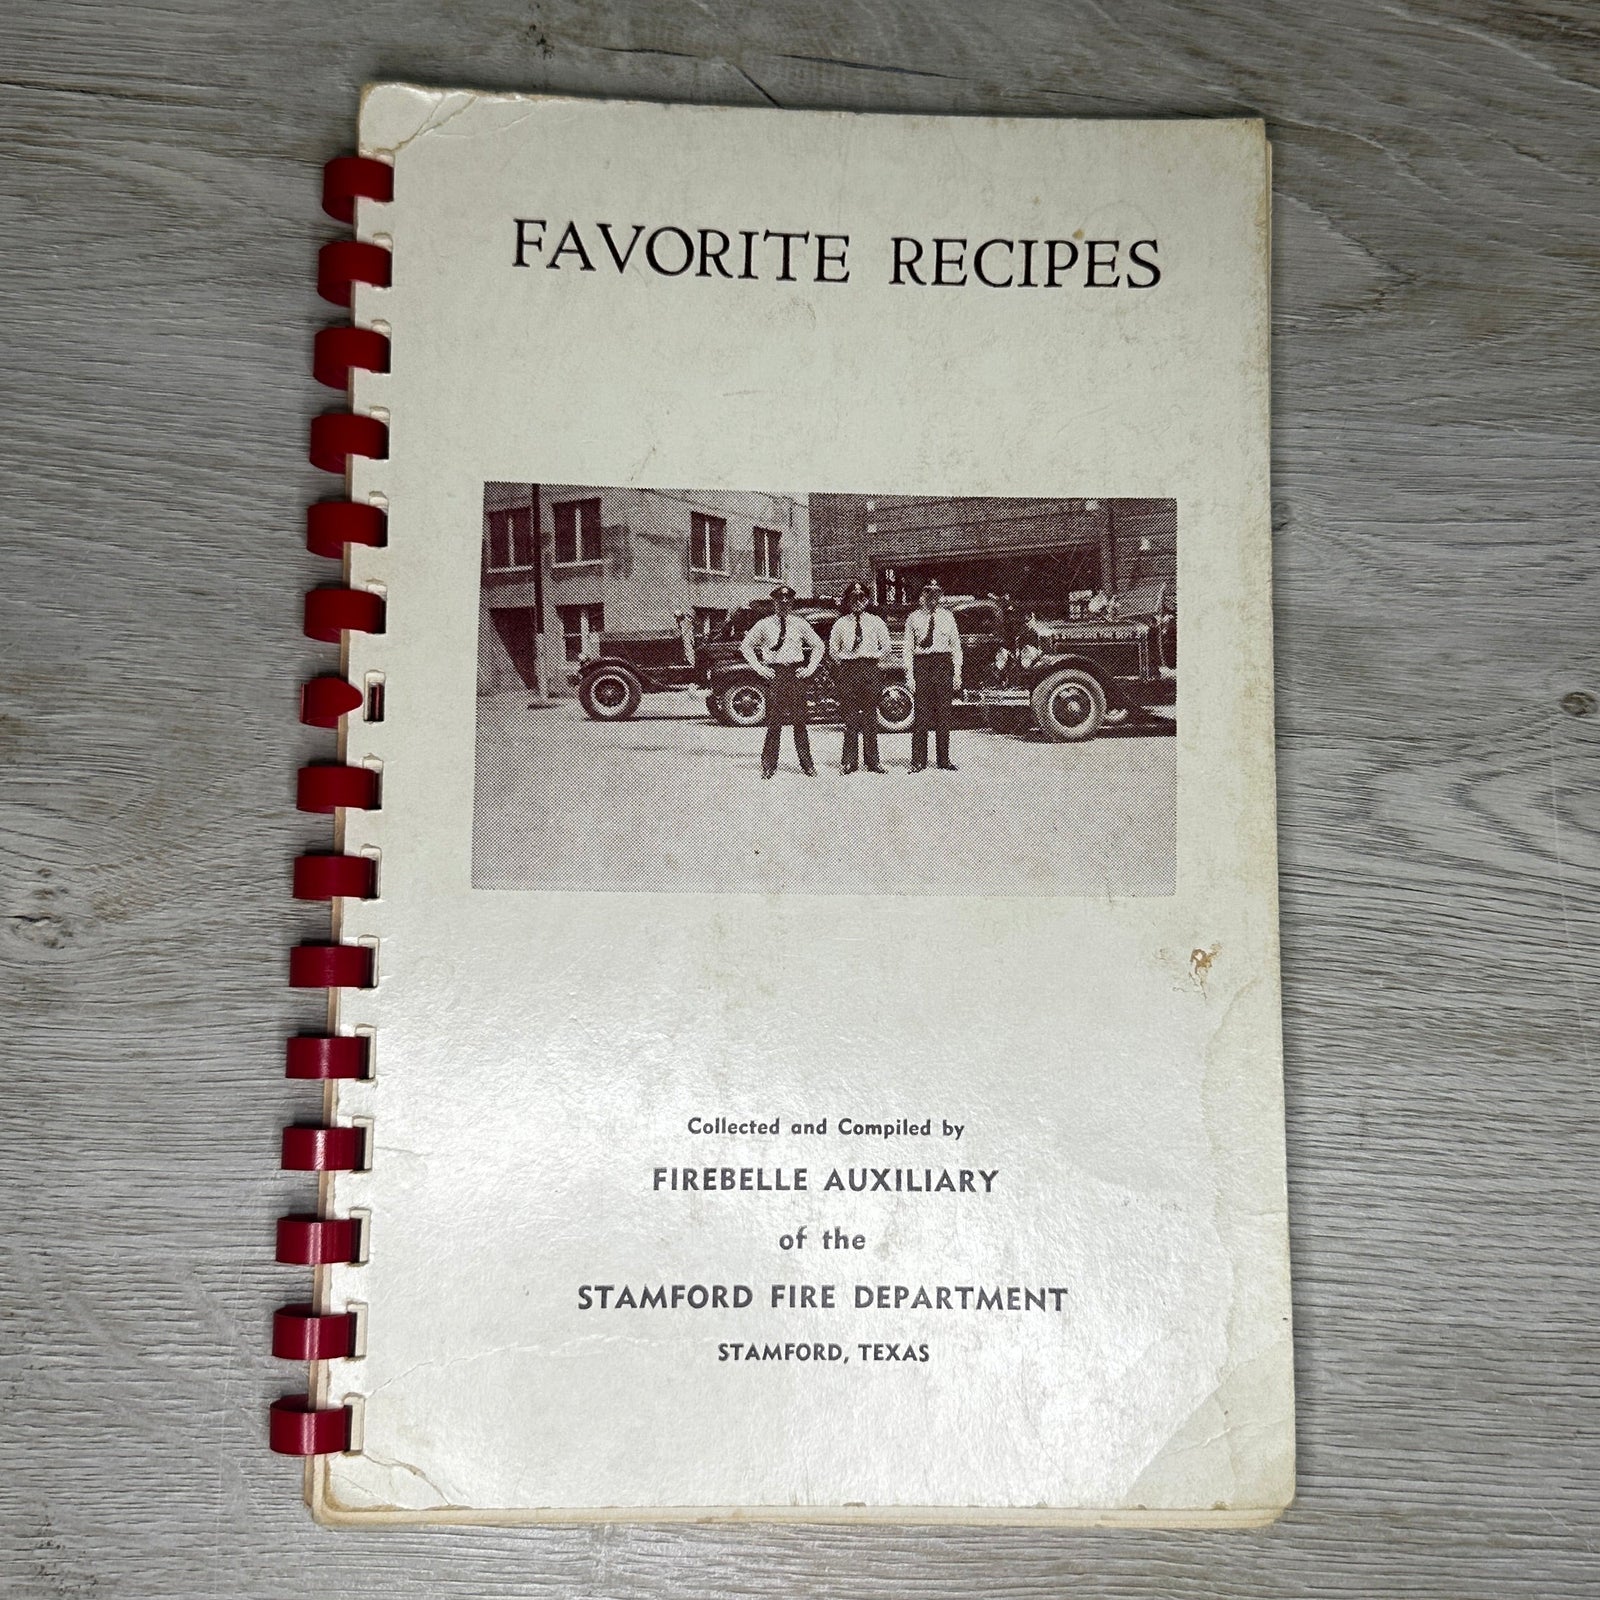 FAVORITE RECIPES
Collected and Compiled by
FIREBELLE AUXILIARY
of the
STAMFORD FIRE DEPARTMENT
STAMFORD, TEXAS